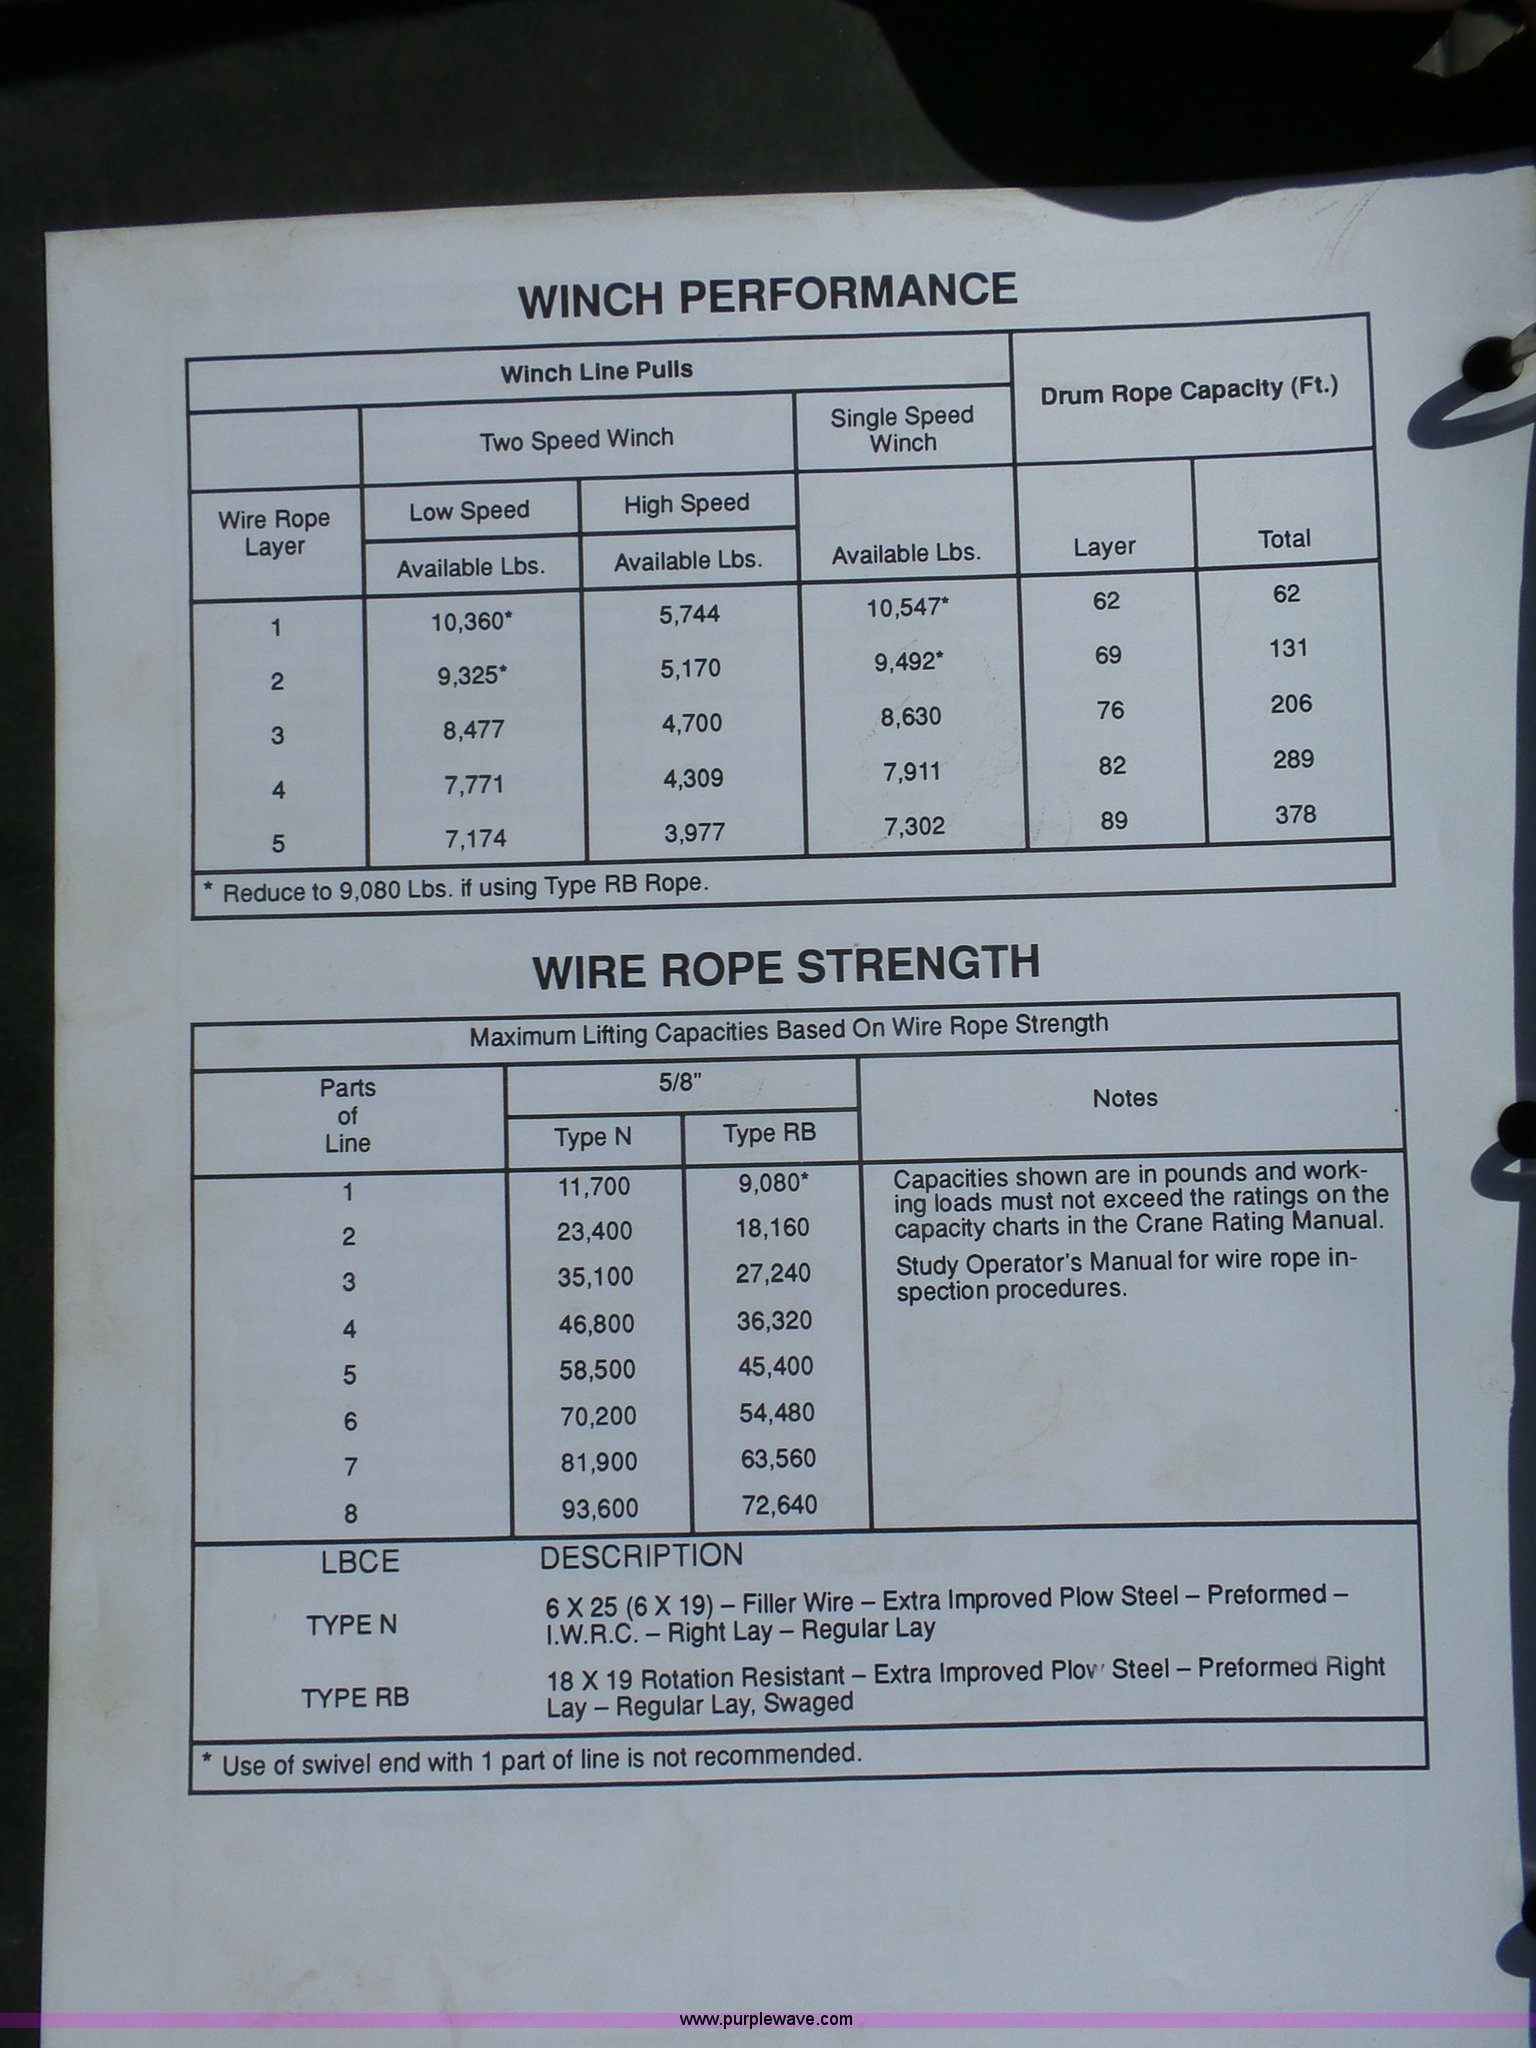 WINCH PERFORMANCE
Winch Line Pulls
Drum Rope Capacity (Ft.)
Two Speed Winch
Single Speed
Winch
Wire Rope
Layer
Low Speed
High Speed
Available Lbs.
Available Lbs.
Available Lbs.
Layer
Total
1 10,360* 5,744 10,547* 62 62
2 9,325* 5,170 9,492* 69 131
3 8,477 4,700 8,630 76 206
4 7,771 4,309 7,911 82 289
5 7,174 3,977 7,302 89 378
* Reduce to 9,080 Lbs. if using Type RB Rope.
WIRE ROPE STRENGTH
Maximum Lifting Capacities Based On Wire Rope Strength
Parts
of
Line
5/8"
Notes
Type N
Type RB
1 11,700 9,080*
2 23,400 18,160
3 35,100 27,240
4 46,800 36,320
5 58,500 45,400
6 70,200 54,480
7 81,900 63,560
8 93,600 72,640
Capacities shown are in pounds and work-
ing loads must not exceed the ratings on the
capacity charts in the Crane Rating Manual.
Study Operator's Manual for wire rope in-
spection procedures.
LBCE DESCRIPTION
TYPE N
6 X 25 (6 X 19) – Filler Wire – Extra Improved Plow Steel – Preformed –
I.W.R.C. – Right Lay – Regular Lay
TYPE RB
18 X 19 Rotation Resistant – Extra Improved Plow Steel – Preformed Right
Lay – Regular Lay, Swaged
* Use of swivel end with 1 part of line is not recommended.
www.purplewave.com